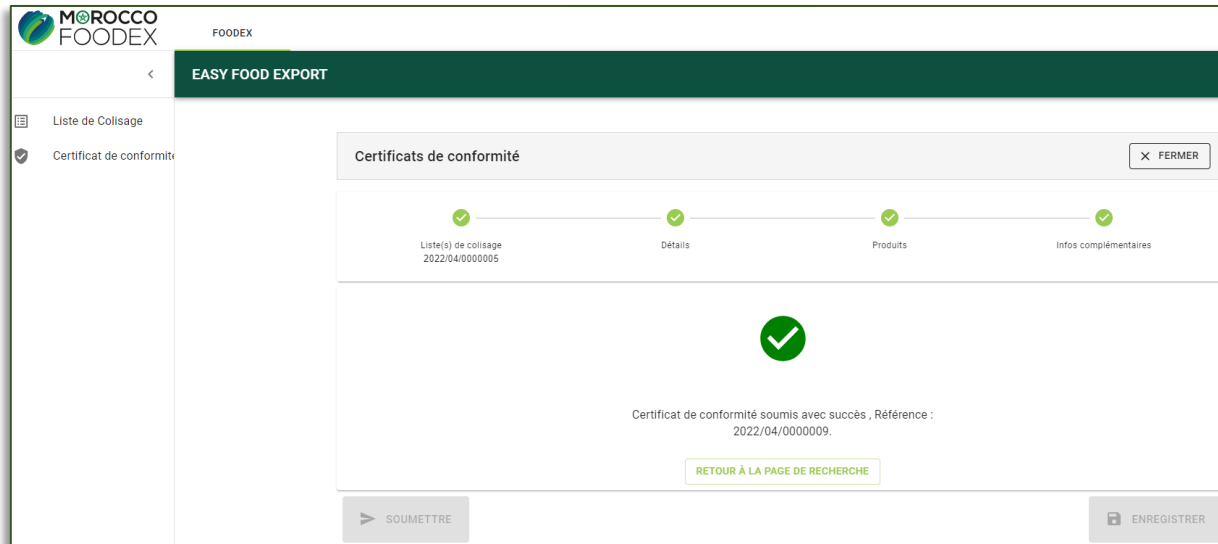 MOROCCO
FOODEX
FOODEX
EASY FOOD EXPORT
Liste de Colisage
Certificat de conformité
Certificats de conformité
FERMER
Liste(s) de colisage
2022/04/0000005
Détails
Produits
Infos complémentaires
Certificat de conformité soumis avec succès , Référence :
2022/04/0000009.
RETOUR À LA PAGE DE RECHERCHE
SOUMETTRE
ENREGISTRER